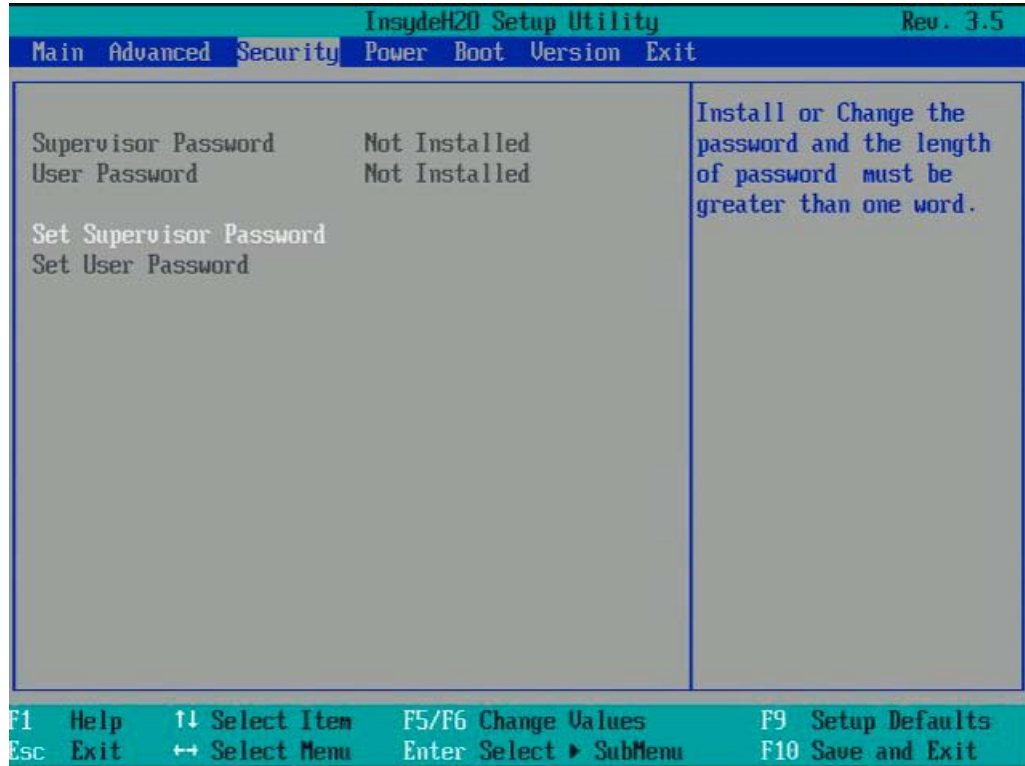 InsydeH2O Setup Utility Rev. 3.5
Main Advanced Security Power Boot Version Exit
Supervisor Password Not Installed
User Password Not Installed
Set Supervisor Password
Set User Password
Install or Change the
password and the length
of password must be
greater than one word.
F1 Help ↑↓ Select Item F5/F6 Change Values F9 Setup Defaults
Esc Exit ↔ Select Menu Enter Select ▶ SubMenu F10 Save and Exit